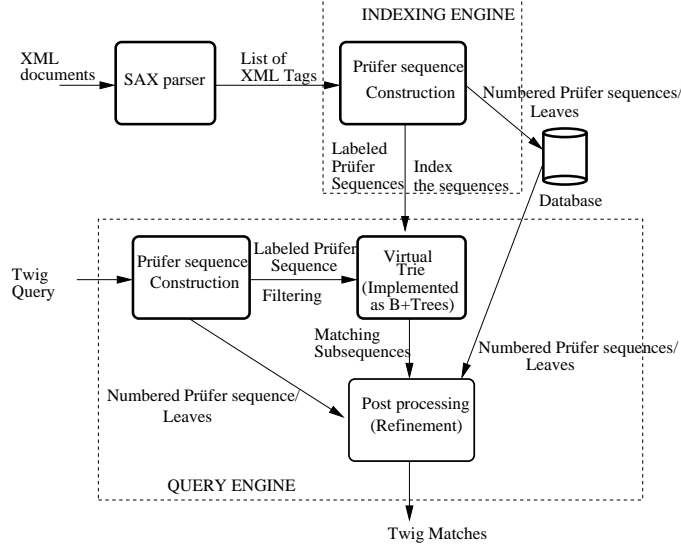 INDEXING ENGINE
XML
documents
SAX parser
List of
XML Tags
Prüfer sequence
Construction
Numbered Prüfer sequences/
Leaves
Labeled
Prüfer
Sequences
Index
the sequences
Database
Twig
Query
Prüfer sequence
Construction
Labeled Prüfer
Sequence
Filtering
Virtual
Trie
(Implemented
as B+Trees)
Matching
Subsequences
Numbered Prüfer sequences/
Leaves
Numbered Prüfer sequence/
Leaves
Post processing
(Refinement)
QUERY ENGINE
Twig Matches